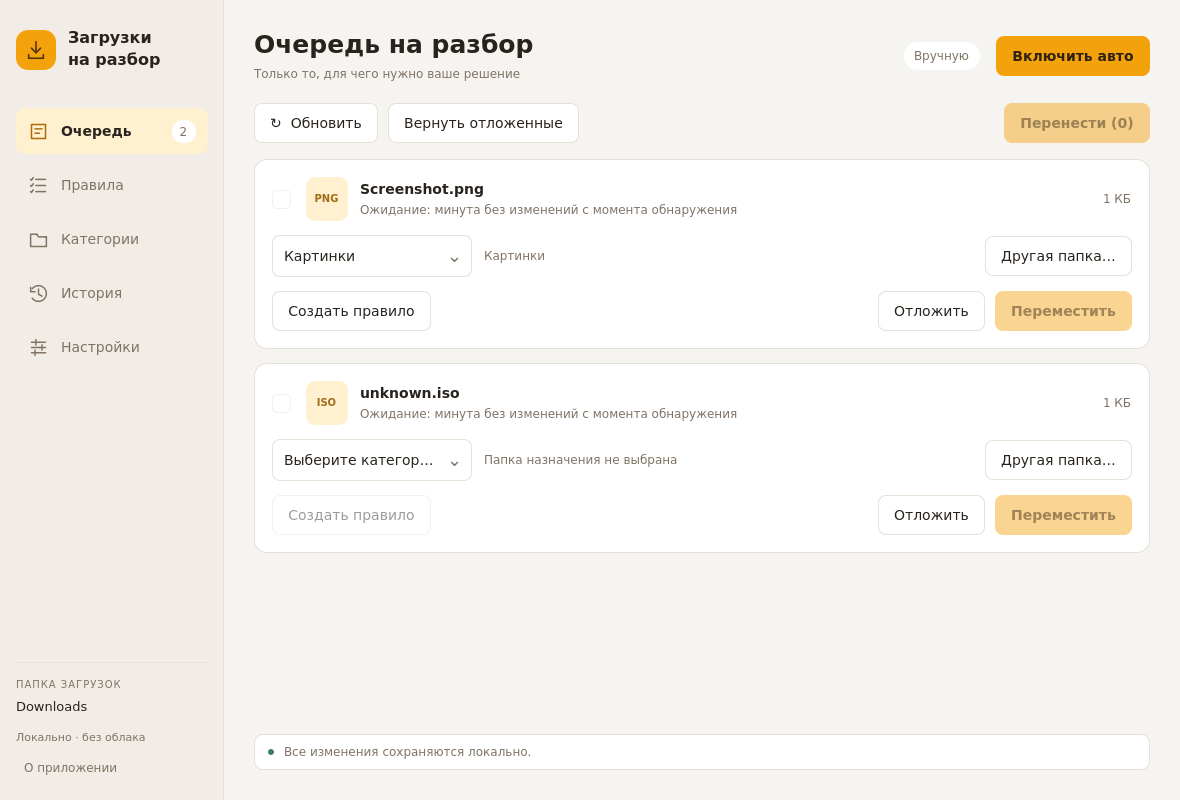 Загрузки
на разбор
Очередь 2
Правила
Категории
История
Настройки
ПАПКА ЗАГРУЗОК
Downloads
Локально · без облака
О приложении
Очередь на разбор
Только то, для чего нужно ваше решение
Вручную
Включить авто
↻ Обновить
Вернуть отложенные
Перенести (0)
PNG
Screenshot.png
Ожидание: минута без изменений с момента обнаружения
1 КБ
Картинки
Картинки
Другая папка...
Создать правило
Отложить
Переместить
ISO
unknown.iso
Ожидание: минута без изменений с момента обнаружения
1 КБ
Выберите категор...
Папка назначения не выбрана
Другая папка...
Создать правило
Отложить
Переместить
Все изменения сохраняются локально.